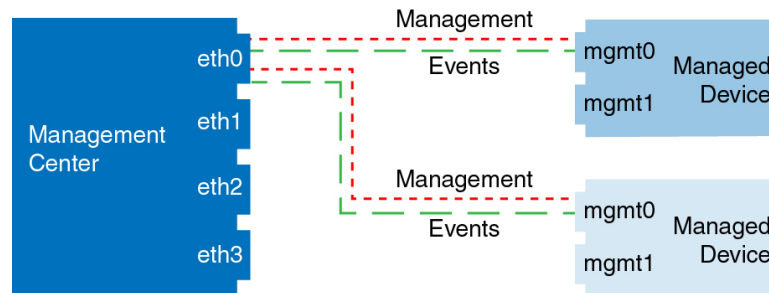 Management
eth0
Events
mgmt0
Managed
Device
mgmt1
eth1
Management
Center
eth2
Management
mgmt0
Managed
Device
Events
eth3
mgmt1